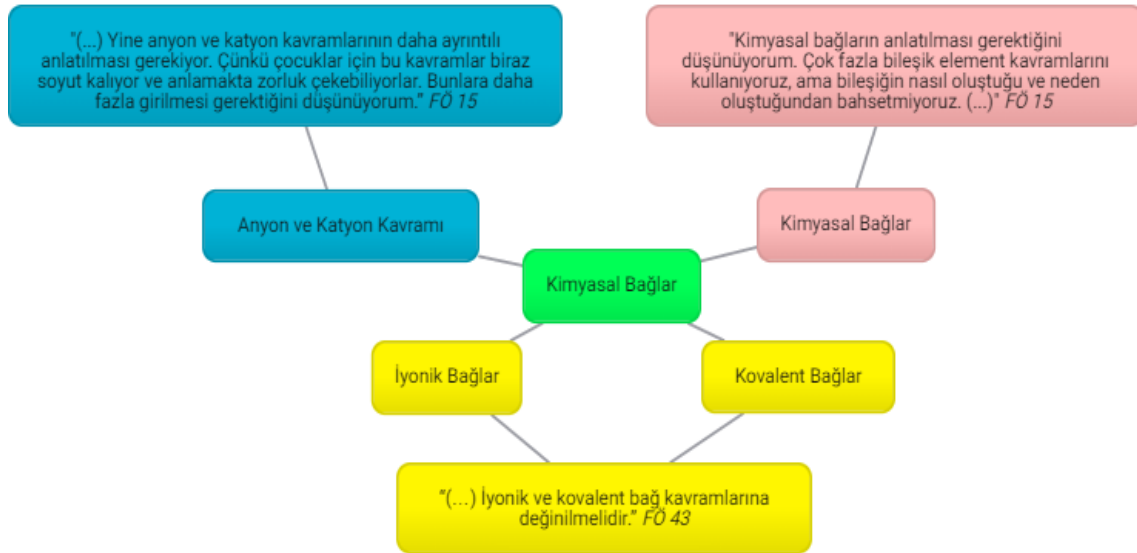 "(...) Yine anyon ve katyon kavramlarının daha ayrıntılı
anlatılması gerekiyor. Çünkü çocuklar için bu kavramlar biraz
soyut kalıyor ve anlamakta zorluk çekebiliyorlar. Bunlara daha
fazla girilmesi gerektiğini düşünüyorum." FÖ 15
"Kimyasal bağların anlatılması gerektiğini
düşünüyorum. Çok fazla bileşik element kavramlarını
kullanıyoruz, ama bileşiğin nasıl oluştuğu ve neden
oluştuğundan bahsetmiyoruz. (...)" FÖ 15
Anyon ve Katyon Kavramı
Kimyasal Bağlar
Kimyasal Bağlar
İyonik Bağlar
Kovalent Bağlar
"(...) İyonik ve kovalent bağ kavramlarına
değinilmelidir." FÖ 43